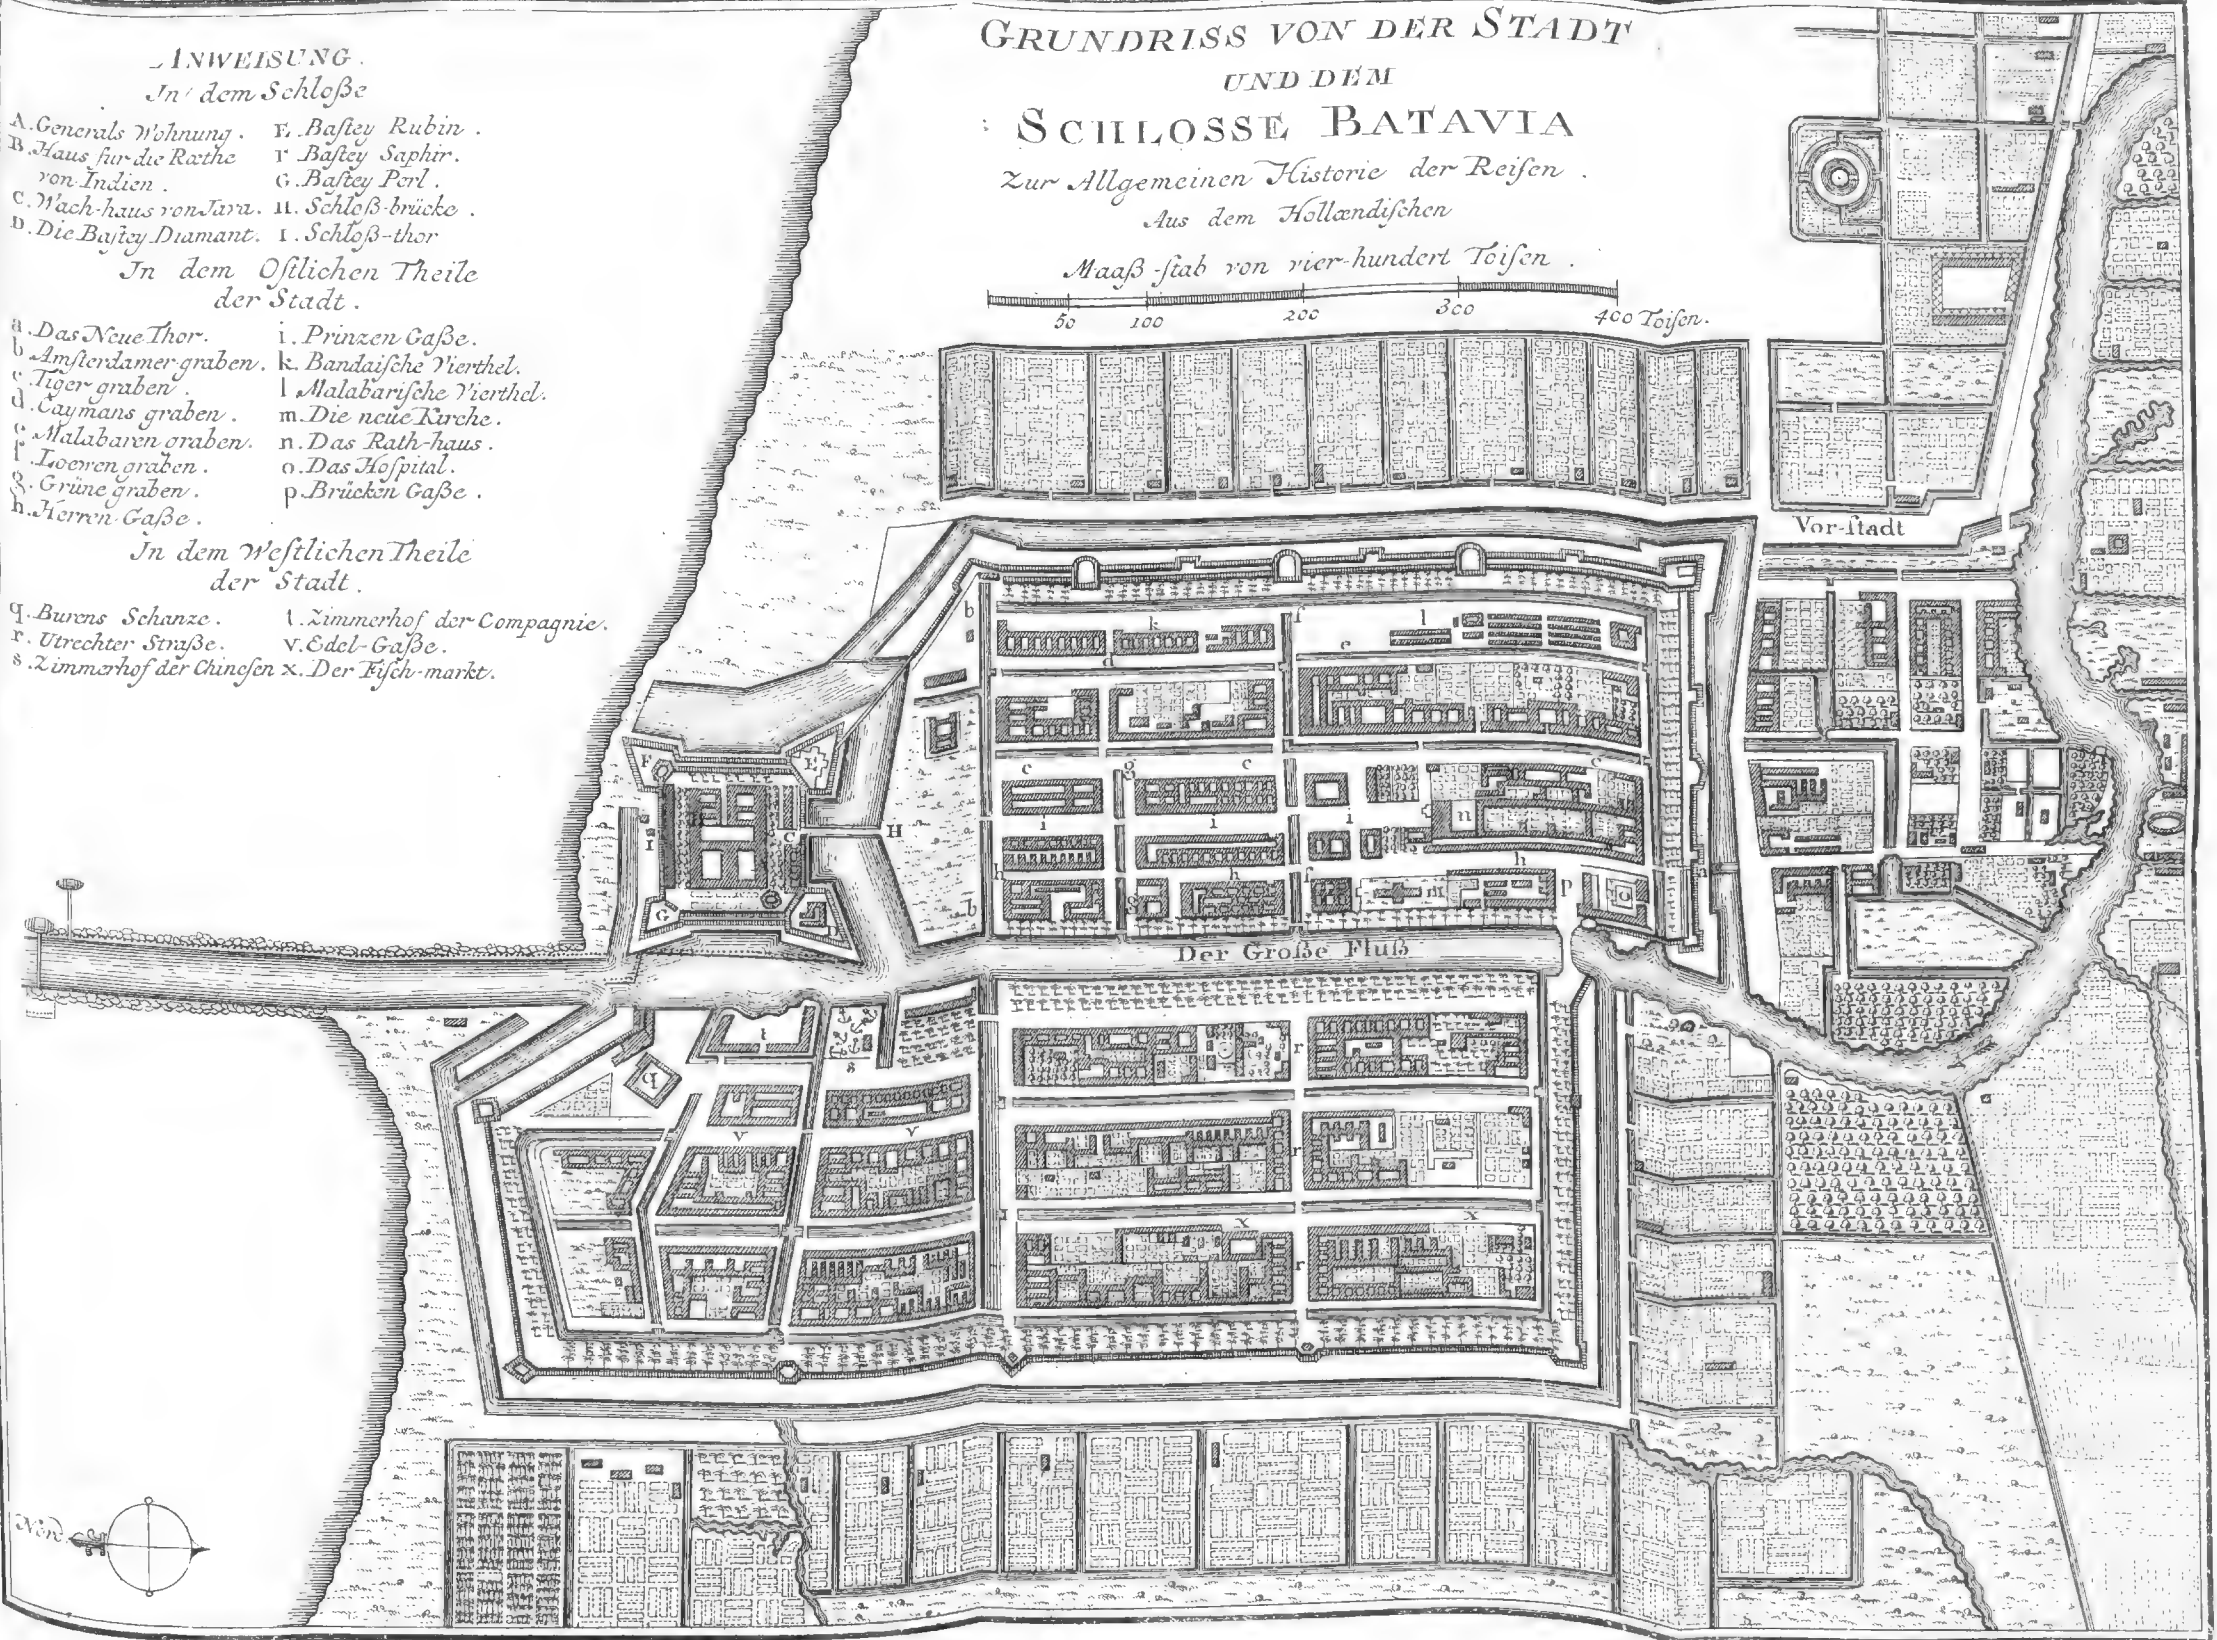 ANWEISUNG.
In dem Schloße
A. Generals Wohnung.
B. Haus fur die Ræthe
von Indien.
C. Wach-haus von Java.
D. Die Bastey Diamant.
E. Bastey Rubin.
F Bastey Saphir.
G. Bastey Perl.
H. Schloß-brücke.
I. Schloß-thor
In dem Ostlichen Theile
der Stadt.
a. Das Neue Thor.
b Amsterdamer graben.
c Tiger graben.
d. Caymans graben.
e Malabaren graben.
f. Loewen graben.
g. Grüne graben.
h. Herren Gaße.
i. Prinzen Gaße.
k. Bandaische Vierthel.
l Malabarische Vierthel.
m. Die neue Kirche.
n. Das Rath-haus.
o. Das Hospital.
p. Brücken Gaße.
In dem Westlichen Theile
der Stadt.
q. Burens Schanze.
r. Utrechter Straße.
s. Zimmerhof der Chinesen
t. Zimmerhof der Compagnie.
v. Edel-Gaße.
x. Der Fisch-markt.
GRUNDRISS VON DER STADT
UND DEM
SCHLOSSE BATAVIA
Zur Allgemeinen Historie der Reisen.
Aus dem Hollændischen
Maaß-stab von vier-hundert Toisen.
50 100 200 300 400 Toisen.
Vor-stadt
b k f l
d e
F E
c g c c
C H i i i n
I
h h f h p a
G b g m o
Der Große Fluß
t
s r
q
v v
r
x x
r
Nord